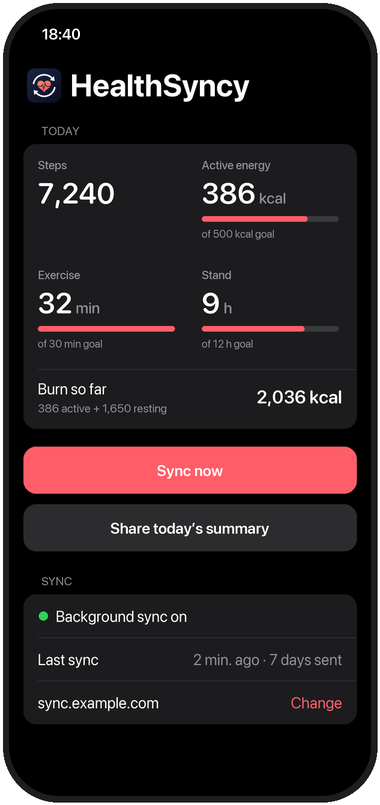 18:40
HealthSyncy
TODAY
Steps
7,240
Active energy
386 kcal
of 500 kcal goal
Exercise
32 min
of 30 min goal
Stand
9 h
of 12 h goal
Burn so far
386 active + 1,650 resting
2,036 kcal
Sync now
Share today’s summary
SYNC
Background sync on
Last sync
2 min. ago · 7 days sent
sync.example.com
Change